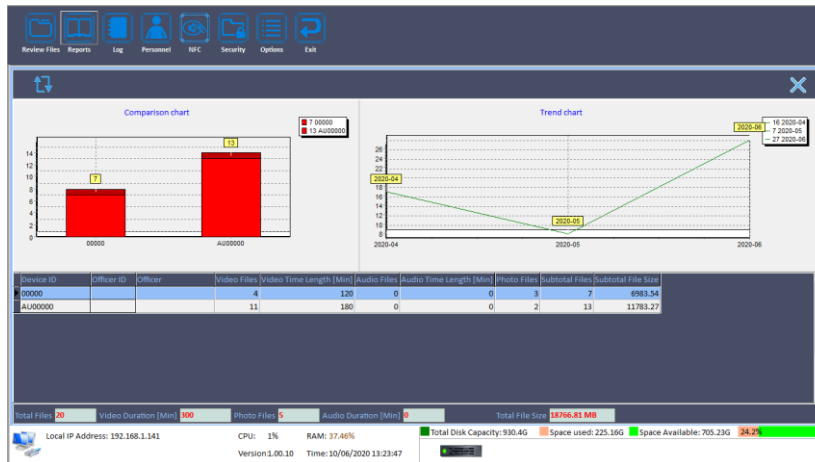 Review Files Reports Log Personnel NFC Security Options Exit
Comparison chart
7 00000
13 AU00000
13
7
14
12
10
8
6
4
2
0
00000 AU00000
Trend chart
16 2020-04
7 2020-05
27 2020-06
2020-06
26
24
22
20
2020-04
18
16
14
12
10
8
2020-05
2020-04 2020-05 2020-06
Device ID Officer ID Officer Video Files Video Time Length [Min] Audio Files Audio Time Length [Min] Photo Files Subtotal Files Subtotal File Size
00000 4 120 0 0 3 7 6983.54
AU00000 11 180 0 0 2 13 11783.27
Total Files 20 Video Duration [Min] 300 Photo Files 5 Audio Duration [Min] 0 Total File Size 18766.81 MB
Local IP Address: 192.168.1.141 CPU: 1% RAM: 37.46% Total Disk Capacity: 930.4G Space used: 225.16G Space Available: 705.23G 24.2%
Version:1.00.10 Time: 10/06/2020 13:23:47